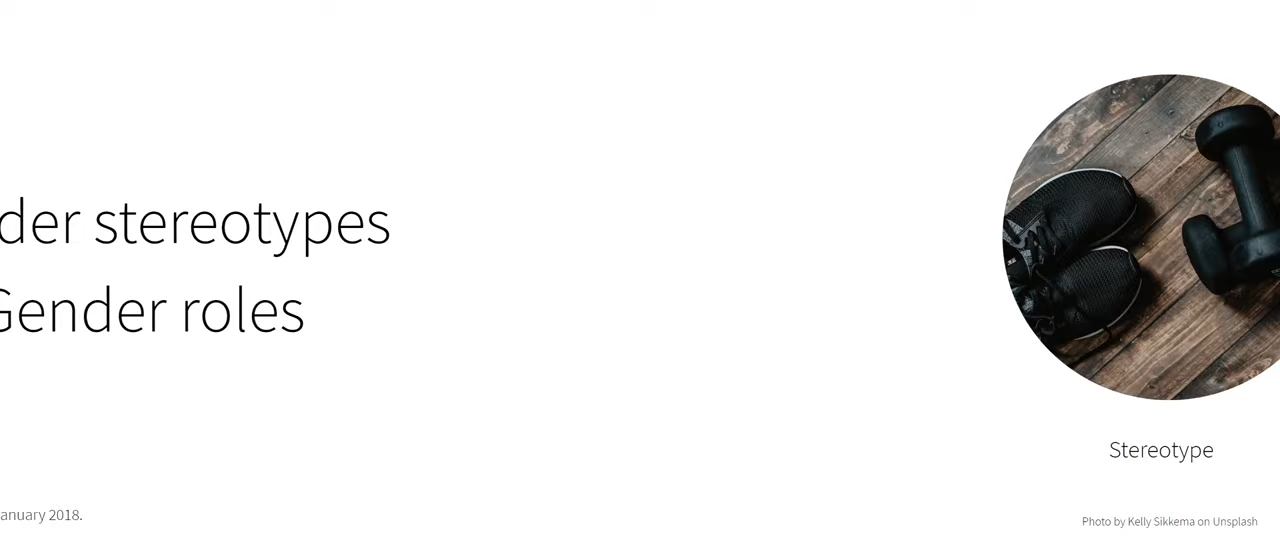 der stereotypes
Gender roles
Stereotype
anuary 2018.
Photo by Kelly Sikkema on Unsplash